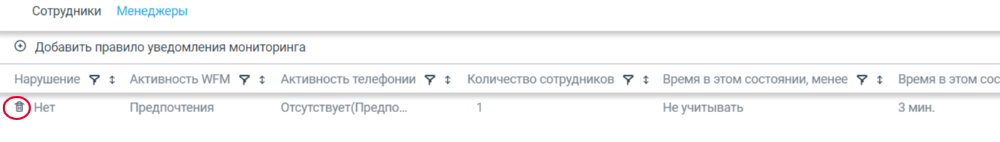 Сотрудники Менеджеры
Добавить правило уведомления мониторинга
Нарушение Активность WFM Активность телефонии Количество сотрудников Время в этом состоянии, менее Время в этом сос
Нет Предпочтения Отсутствует(Предпо... 1 Не учитывать 3 мин.